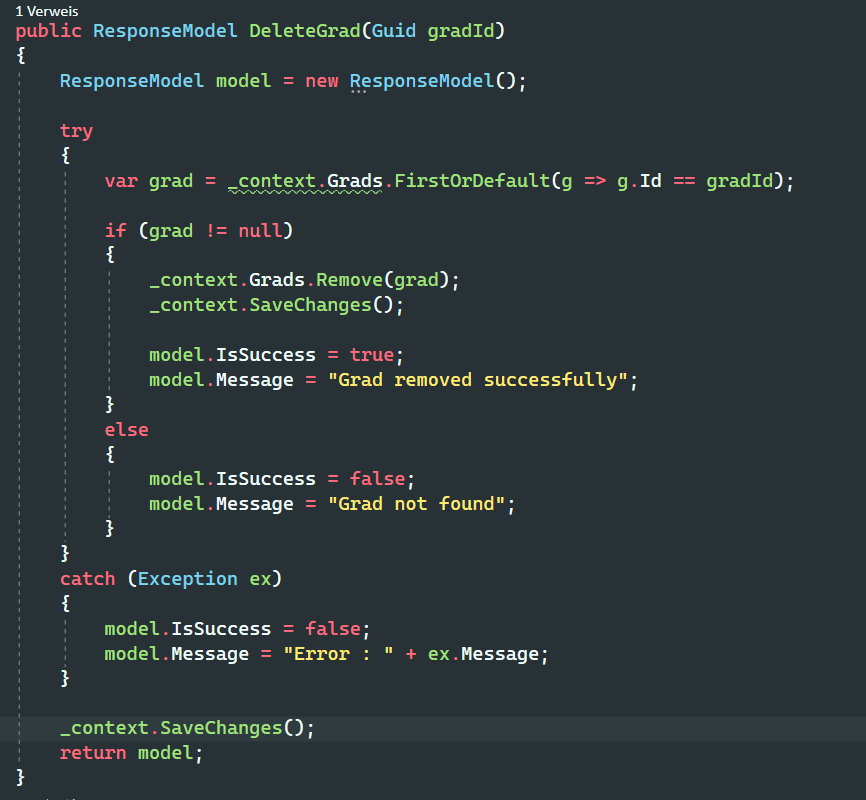 1 Verweis
public ResponseModel DeleteGrad(Guid gradId)
{
ResponseModel model = new ResponseModel();
try
{
var grad = _context.Grads.FirstOrDefault(g => g.Id == gradId);
if (grad != null)
{
_context.Grads.Remove(grad);
_context.SaveChanges();
model.IsSuccess = true;
model.Message = "Grad removed successfully";
}
else
{
model.IsSuccess = false;
model.Message = "Grad not found";
}
}
catch (Exception ex)
{
model.IsSuccess = false;
model.Message = "Error : " + ex.Message;
}
_context.SaveChanges();
return model;
}